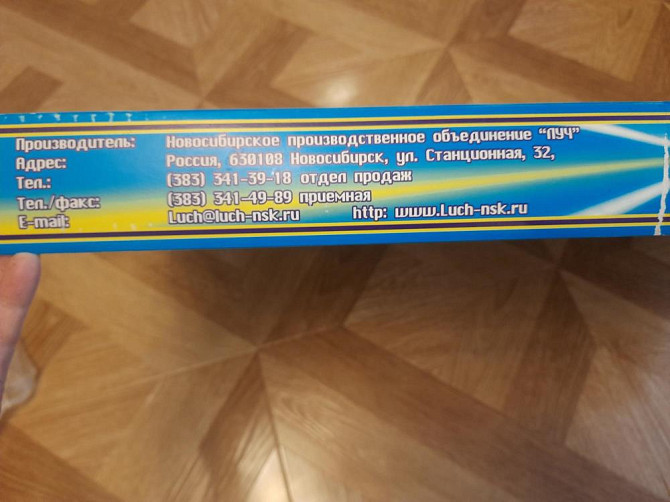 Производитель: Новосибирское производственное объединение “ЛУЧ”
Адрес: Россия, 630108 Новосибирск, ул. Станционная, 32,
Тел.: (383) 341-39-18 отдел продаж
Тел./факс: (383) 341-49-89 приемная
E-mail: Luch@luch-nsk.ru http: www.Luch-nsk.ru